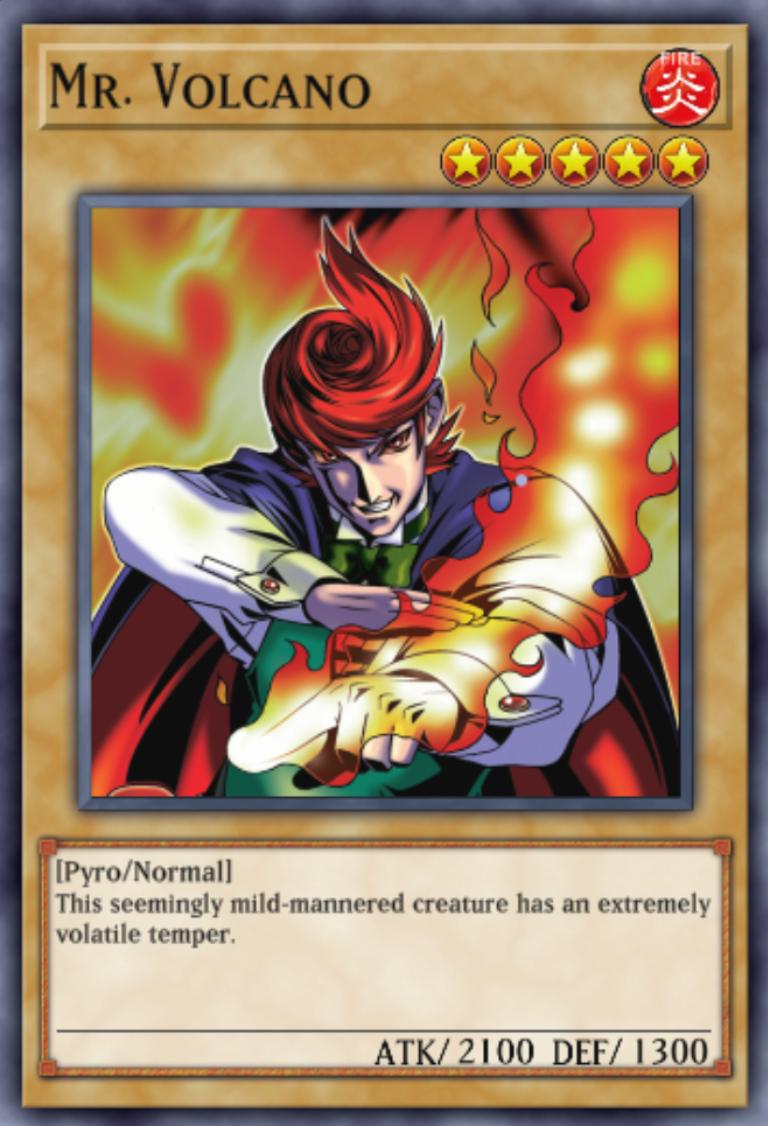 Mr. Volcano
FIRE
炎
[Pyro/Normal]
This seemingly mild-mannered creature has an extremely
volatile temper.
ATK/ 2100 DEF/ 1300